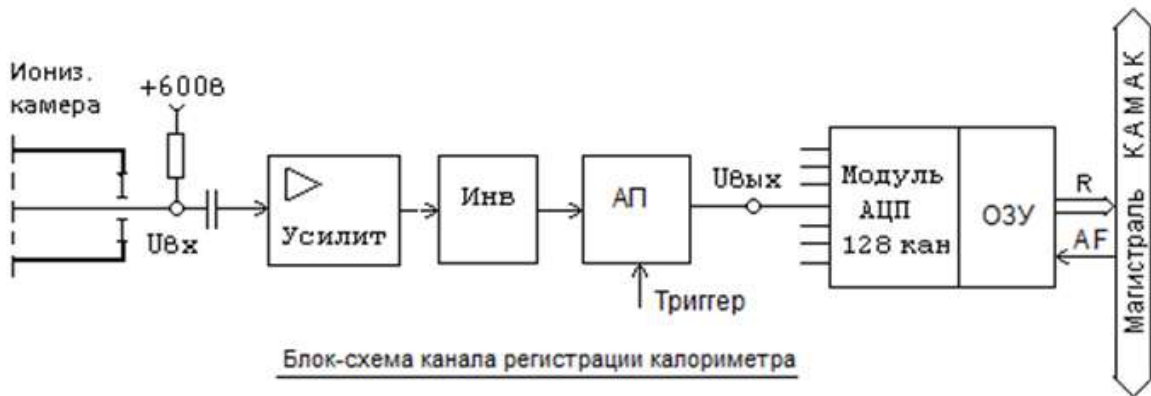 Иониз.
камера
+600в
Uвх
Усилит
Инв
АП
Триггер
Uвых
Модуль
АЦП
128 кан
ОЗУ
R
AF
Магистраль КАМАК
Блок-схема канала регистрации калориметра